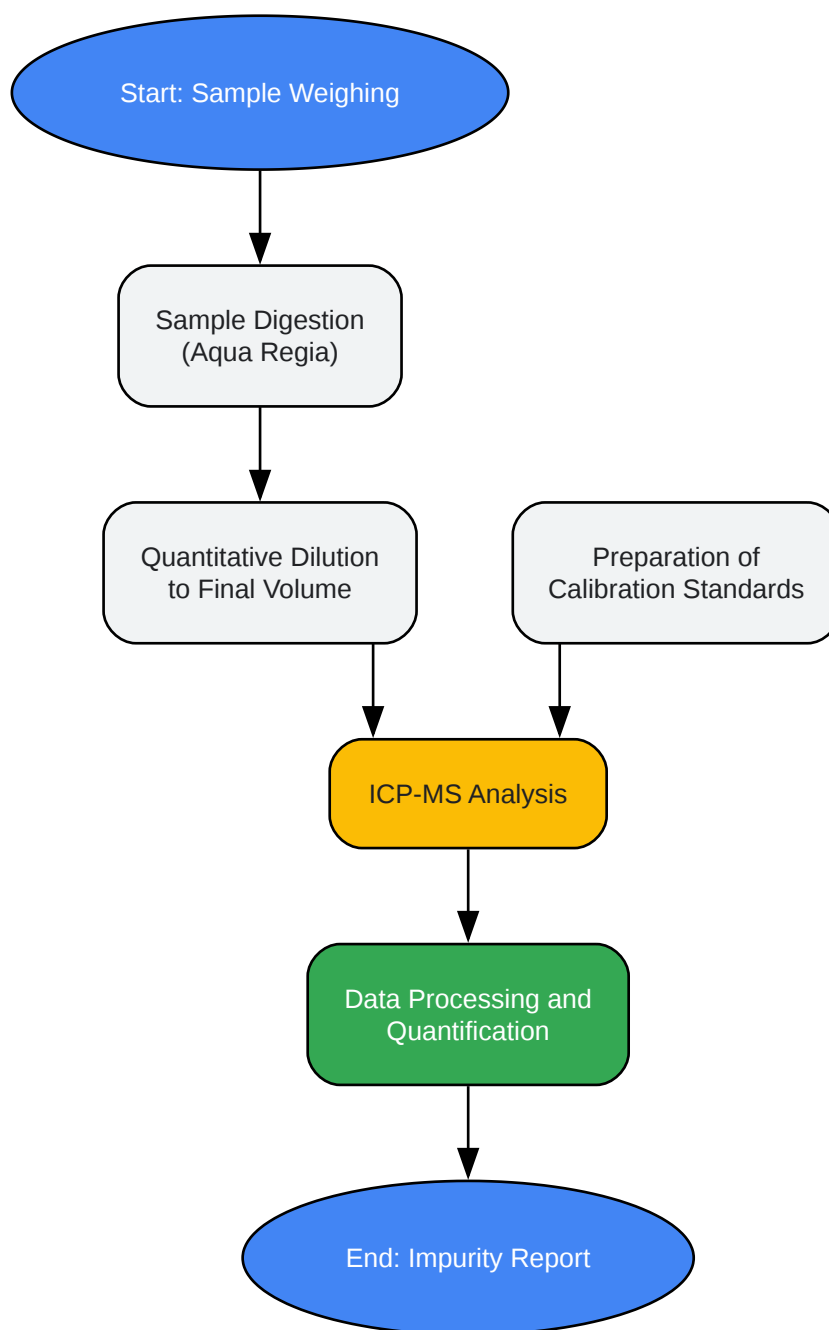 Start: Sample Weighing
Sample Digestion
(Aqua Regia)
Quantitative Dilution
to Final Volume
Preparation of
Calibration Standards
ICP-MS Analysis
Data Processing and
Quantification
End: Impurity Report